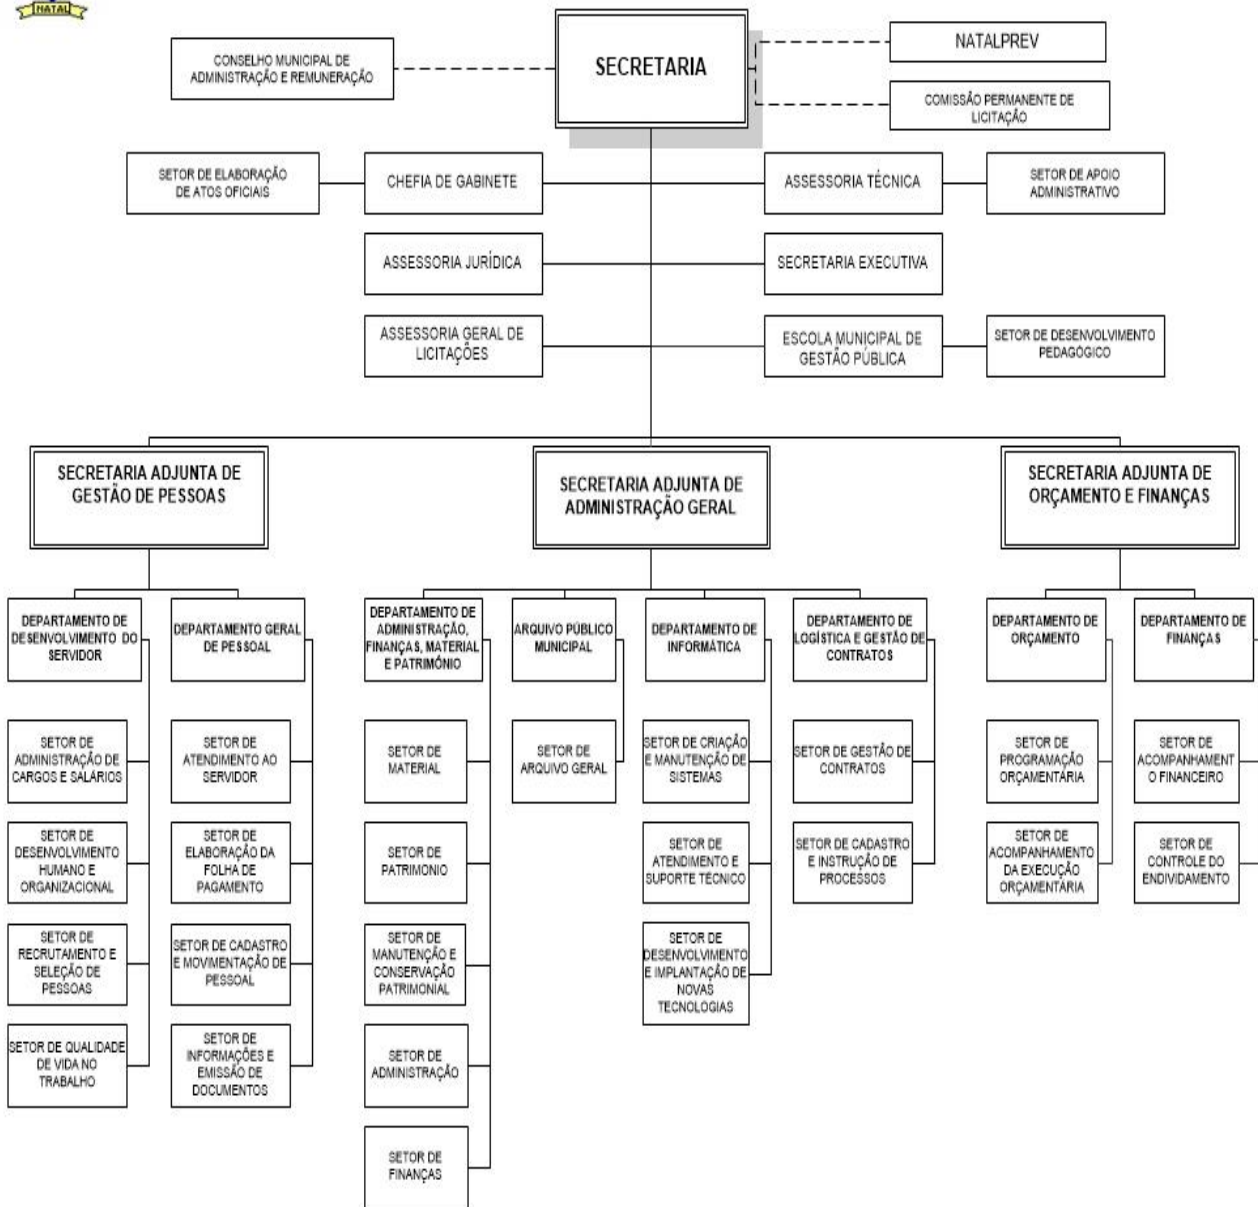 NATAL
CONSELHO MUNICIPAL DE
ADMINISTRAÇÃO E REMUNERAÇÃO
SECRETARIA
NATALPREV
COMISSÃO PERMANENTE DE
LICITAÇÃO
SETOR DE ELABORAÇÃO
DE ATOS OFICIAIS
CHEFIA DE GABINETE
ASSESSORIA TÉCNICA
SETOR DE APOIO
ADMINISTRATIVO
ASSESSORIA JURÍDICA
SECRETARIA EXECUTIVA
ASSESSORIA GERAL DE
LICITAÇÕES
ESCOLA MUNICIPAL DE
GESTÃO PÚBLICA
SETOR DE DESENVOLVIMENTO
PEDAGÓGICO
SECRETARIA ADJUNTA DE
GESTÃO DE PESSOAS
SECRETARIA ADJUNTA DE
ADMINISTRAÇÃO GERAL
SECRETARIA ADJUNTA DE
ORÇAMENTO E FINANÇAS
DEPARTAMENTO DE
DESENVOLVIMENTO DO
SERVIDOR
DEPARTAMENTO GERAL
DE PESSOAL
DEPARTAMENTO DE
ADMINISTRAÇÃO,
FINANÇAS, MATERIAL
E PATRIMÔNIO
ARQUIVO PÚBLICO
MUNICIPAL
DEPARTAMENTO DE
INFORMÁTICA
DEPARTAMENTO DE
LOGÍSTICA E GESTÃO DE
CONTRATOS
DEPARTAMENTO DE
ORÇAMENTO
DEPARTAMENTO DE
FINANÇAS
SETOR DE
ADMINISTRAÇÃO DE
CARGOS E SALÁRIOS
SETOR DE
ATENDIMENTO AO
SERVIDOR
SETOR DE
MATERIAL
SETOR DE
ARQUIVO GERAL
SETOR DE CRIAÇÃO
E MANUTENÇÃO DE
SISTEMAS
SETOR DE GESTÃO DE
CONTRATOS
SETOR DE
PROGRAMAÇÃO
ORÇAMENTÁRIA
SETOR DE
ACOMPANHAMENT
O FINANCEIRO
SETOR DE
DESENVOLVIMENTO
HUMANO E
ORGANIZACIONAL
SETOR DE
ELABORAÇÃO DA
FOLHA DE
PAGAMENTO
SETOR DE
PATRIMONIO
SETOR DE
ATENDIMENTO E
SUPORTE TÉCNICO
SETOR DE CADASTRO
E INSTRUÇÃO DE
PROCESSOS
SETOR DE
ACOMPANHAMENTO
DA EXECUÇÃO
ORÇAMENTÁRIA
SETOR DE
CONTROLE DO
ENDIVIDAMENTO
SETOR DE
RECRUTAMENTO E
SELEÇÃO DE
PESSOAS
SETOR DE CADASTRO
E MOVIMENTAÇÃO DE
PESSOAL
SETOR DE
MANUTENÇÃO E
CONSERVAÇÃO
PATRIMONIAL
SETOR DE
DESENVOLVIMENTO
E IMPLANTAÇÃO DE
NOVAS
TECNOLOGIAS
SETOR DE QUALIDADE
DE VIDA NO
TRABALHO
SETOR DE
INFORMAÇÕES E
EMISSÃO DE
DOCUMENTOS
SETOR DE
ADMINISTRAÇÃO
SETOR DE
FINANÇAS